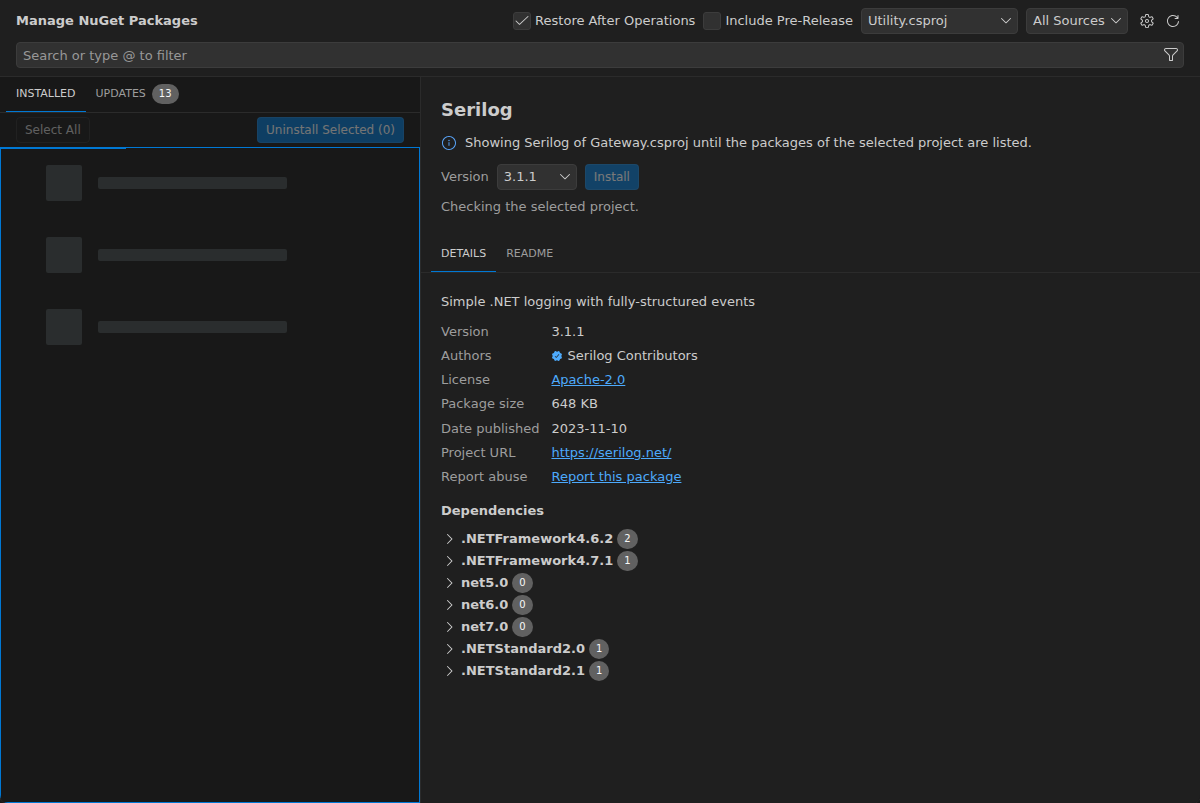 Manage NuGet Packages
Restore After Operations
Include Pre-Release
Utility.csproj
All Sources
Search or type @ to filter
INSTALLED
UPDATES 13
Select All
Uninstall Selected (0)
Serilog
Showing Serilog of Gateway.csproj until the packages of the selected project are listed.
Version 3.1.1 Install
Checking the selected project.
DETAILS README
Simple .NET logging with fully-structured events
Version 3.1.1
Authors Serilog Contributors
License Apache-2.0
Package size 648 KB
Date published 2023-11-10
Project URL https://serilog.net/
Report abuse Report this package
Dependencies
.NETFramework4.6.2 2
.NETFramework4.7.1 1
net5.0 0
net6.0 0
net7.0 0
.NETStandard2.0 1
.NETStandard2.1 1